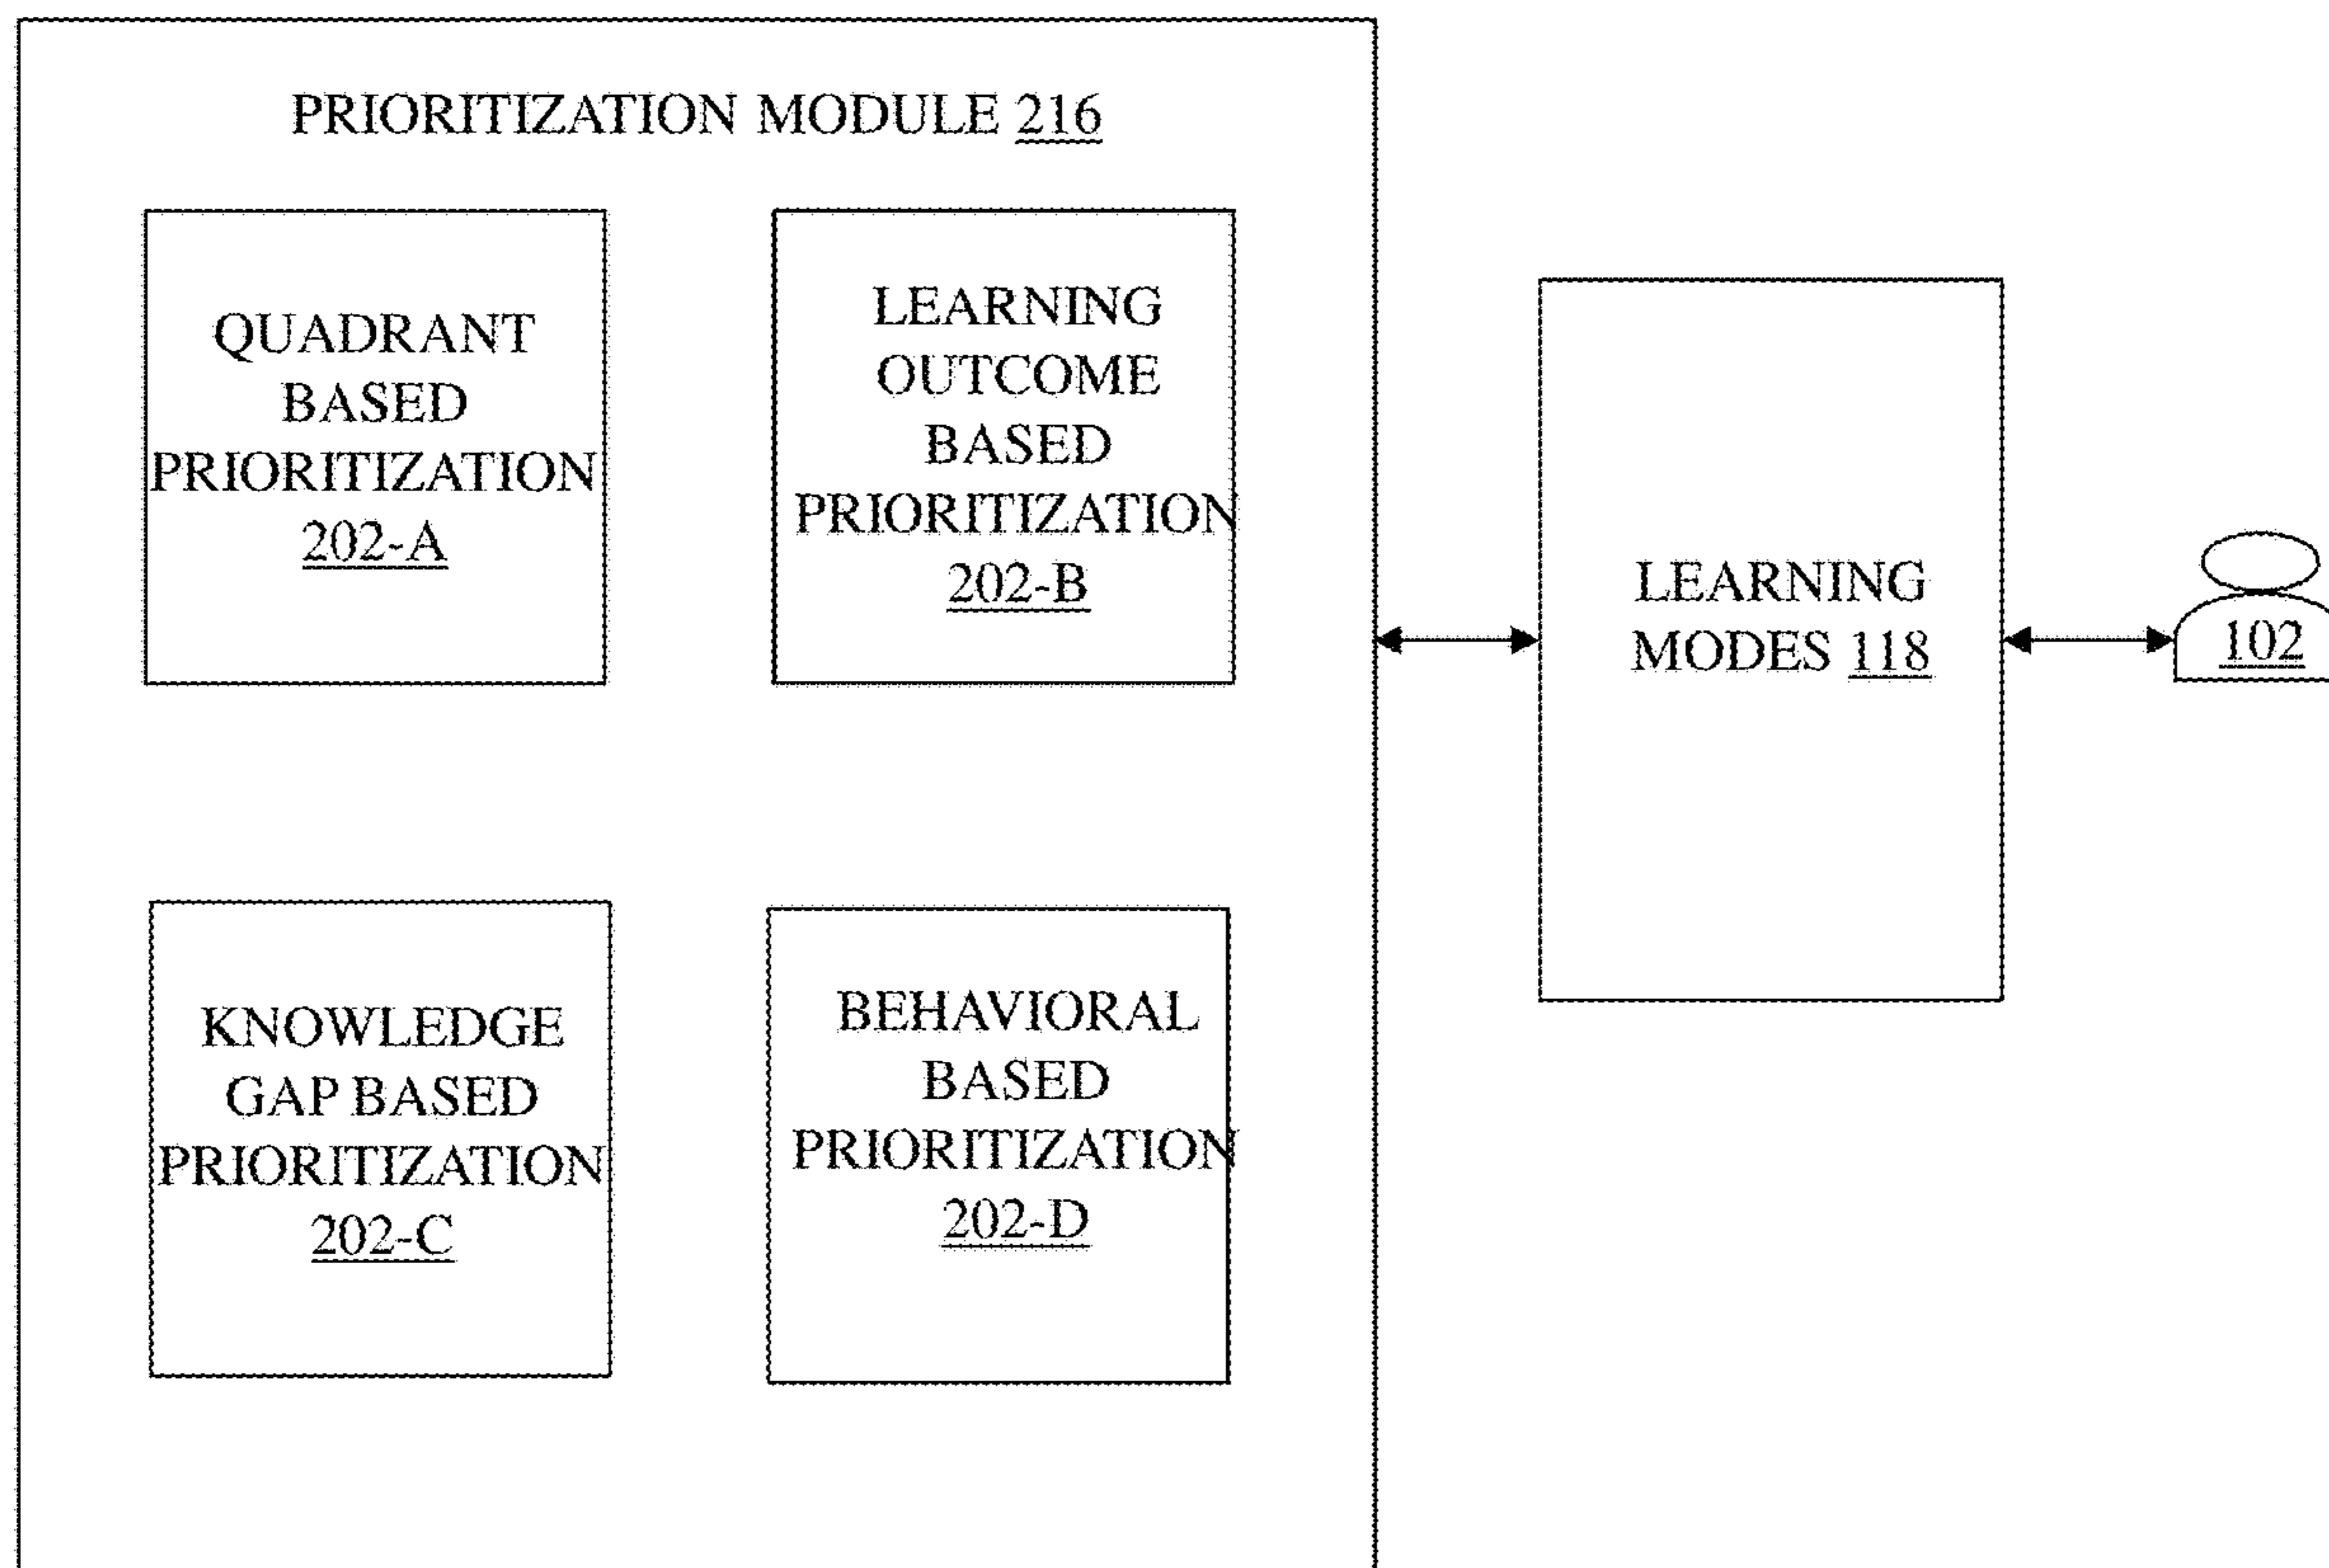 PRIORITIZATION MODULE 216
QUADRANT
BASED
PRIORITIZATION
202-A
LEARNING
OUTCOME
BASED
PRIORITIZATION
202-B
KNOWLEDGE
GAP BASED
PRIORITIZATION
202-C
BEHAVIORAL
BASED
PRIORITIZATION
202-D
LEARNING
MODES 118
102